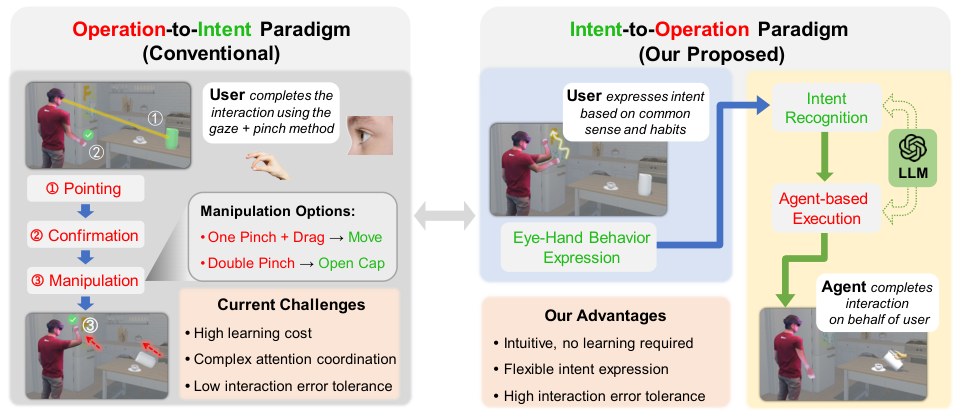 Operation-to-Intent Paradigm
(Conventional)
①
②
User completes the
interaction using the
gaze + pinch method
① Pointing
② Confirmation
③ Manipulation
Manipulation Options:
• One Pinch + Drag → Move
• Double Pinch → Open Cap
③
Current Challenges
• High learning cost
• Complex attention coordination
• Low interaction error tolerance
Intent-to-Operation Paradigm
(Our Proposed)
User expresses intent
based on common
sense and habits
Eye-Hand Behavior
Expression
Intent
Recognition
LLM
Agent-based
Execution
Agent completes
interaction
on behalf of user
Our Advantages
• Intuitive, no learning required
• Flexible intent expression
• High interaction error tolerance